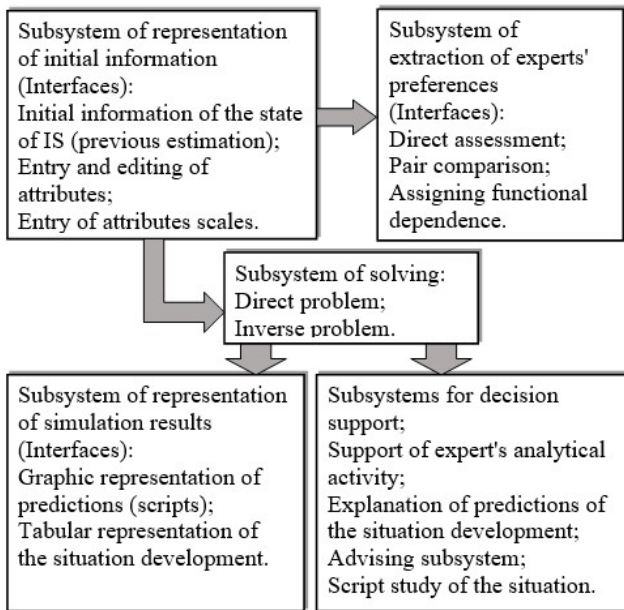 Subsystem of representation
of initial information
(Interfaces):
Initial information of the state
of IS (previous estimation);
Entry and editing of
attributes;
Entry of attributes scales.
Subsystem of
extraction of experts'
preferences
(Interfaces):
Direct assessment;
Pair comparison;
Assigning functional
dependence.
Subsystem of solving:
Direct problem;
Inverse problem.
Subsystem of representation
of simulation results
(Interfaces):
Graphic representation of
predictions (scripts);
Tabular representation of
the situation development.
Subsystems for decision
support;
Support of expert's analytical
activity;
Explanation of predictions of
the situation development;
Advising subsystem;
Script study of the situation.